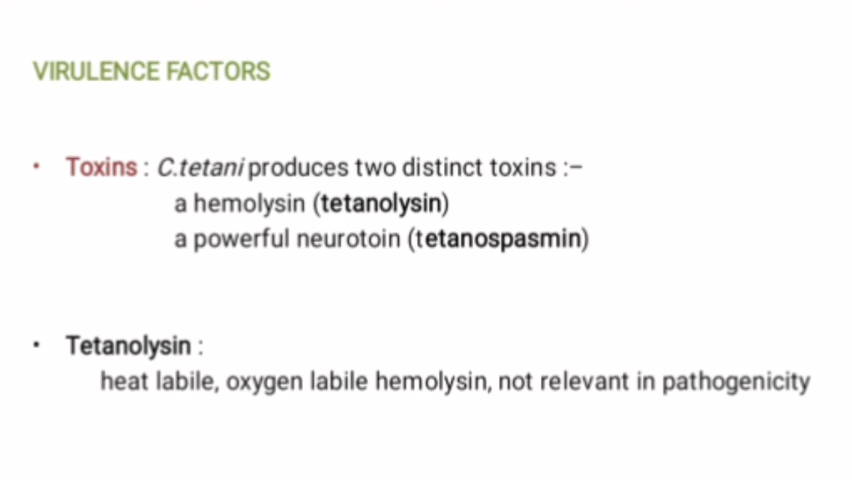 VIRULENCE FACTORS
• Toxins : C.tetani produces two distinct toxins :–
a hemolysin (tetanolysin)
a powerful neurotoin (tetanospasmin)
• Tetanolysin :
heat labile, oxygen labile hemolysin, not relevant in pathogenicity